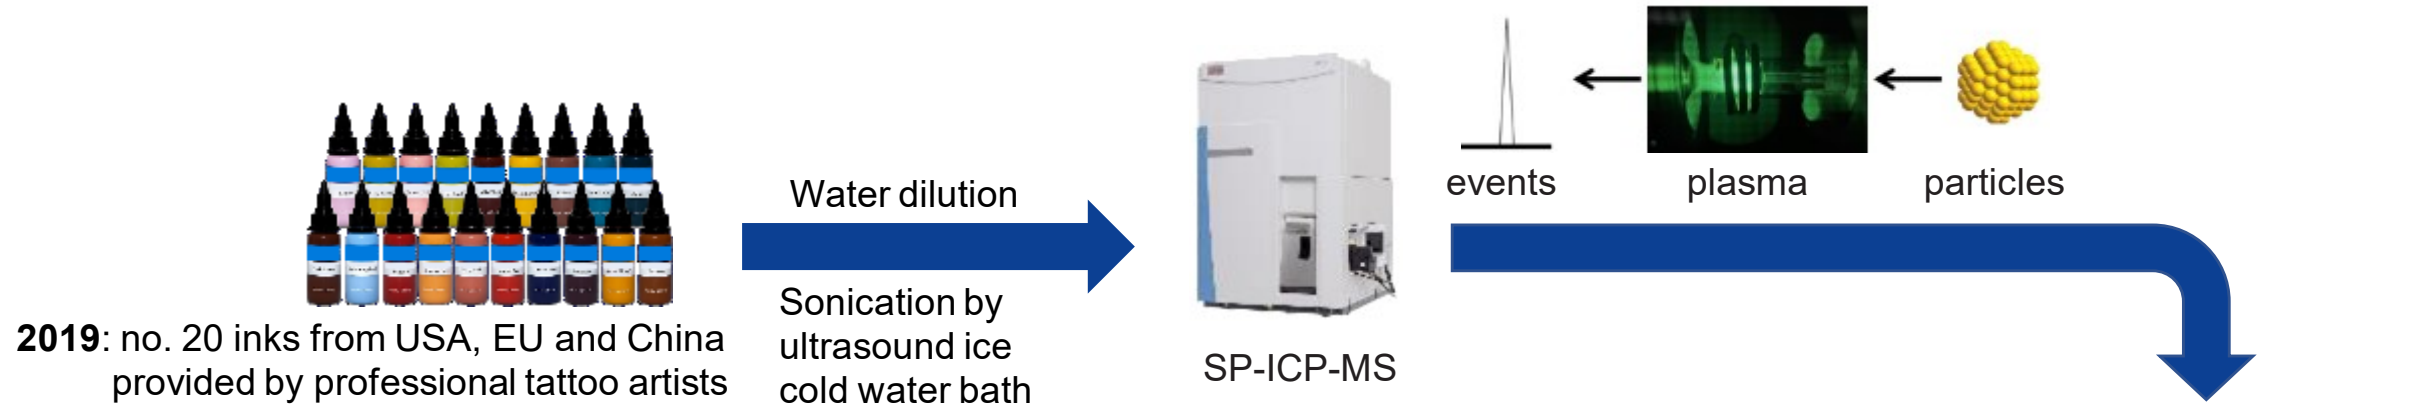 2019: no. 20 inks from USA, EU and China
provided by professional tattoo artists
Water dilution
Sonication by
ultrasound ice
cold water bath
SP-ICP-MS
events
plasma
particles